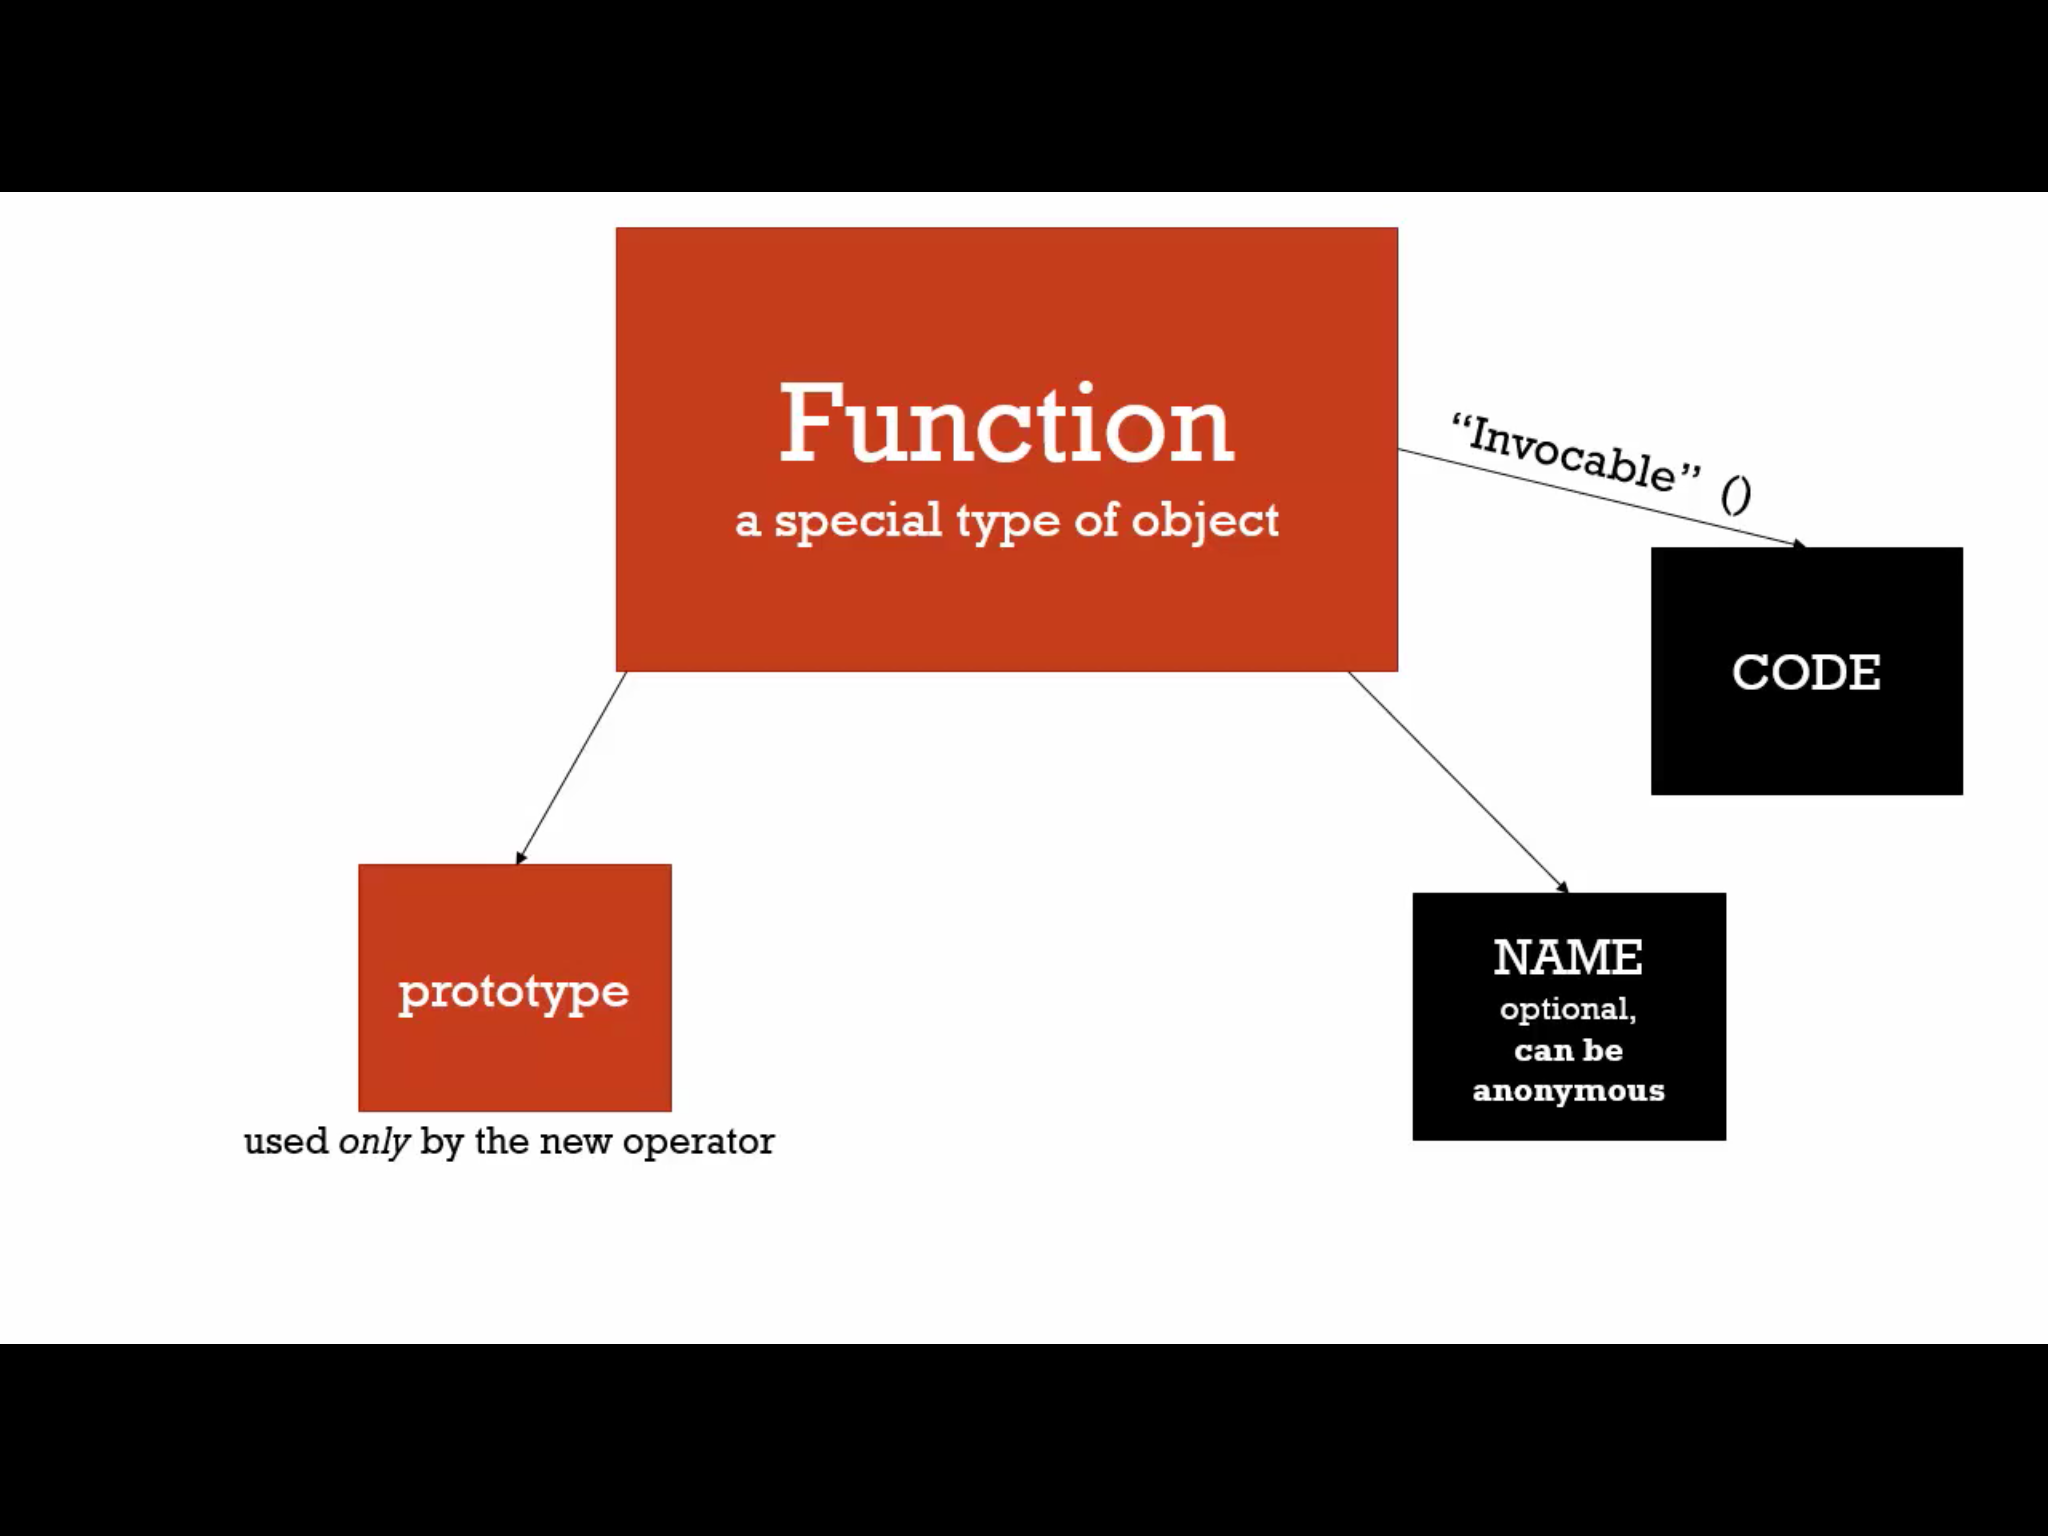 Function
a special type of object
“Invocable” ()
CODE
prototype
used only by the new operator
NAME
optional,
can be
anonymous